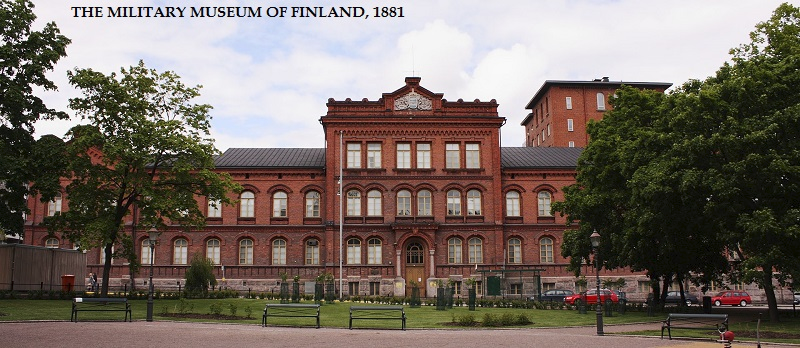 THE MILITARY MUSEUM OF FINLAND, 1881